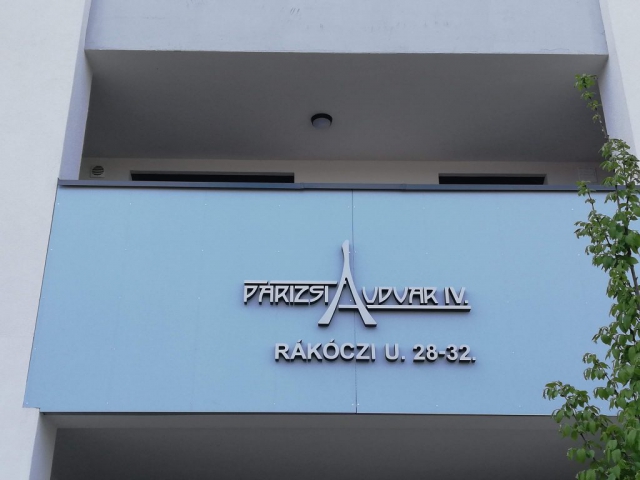 PÁRIZSI UDVAR IV.
RÁKÓCZI U. 28-32.